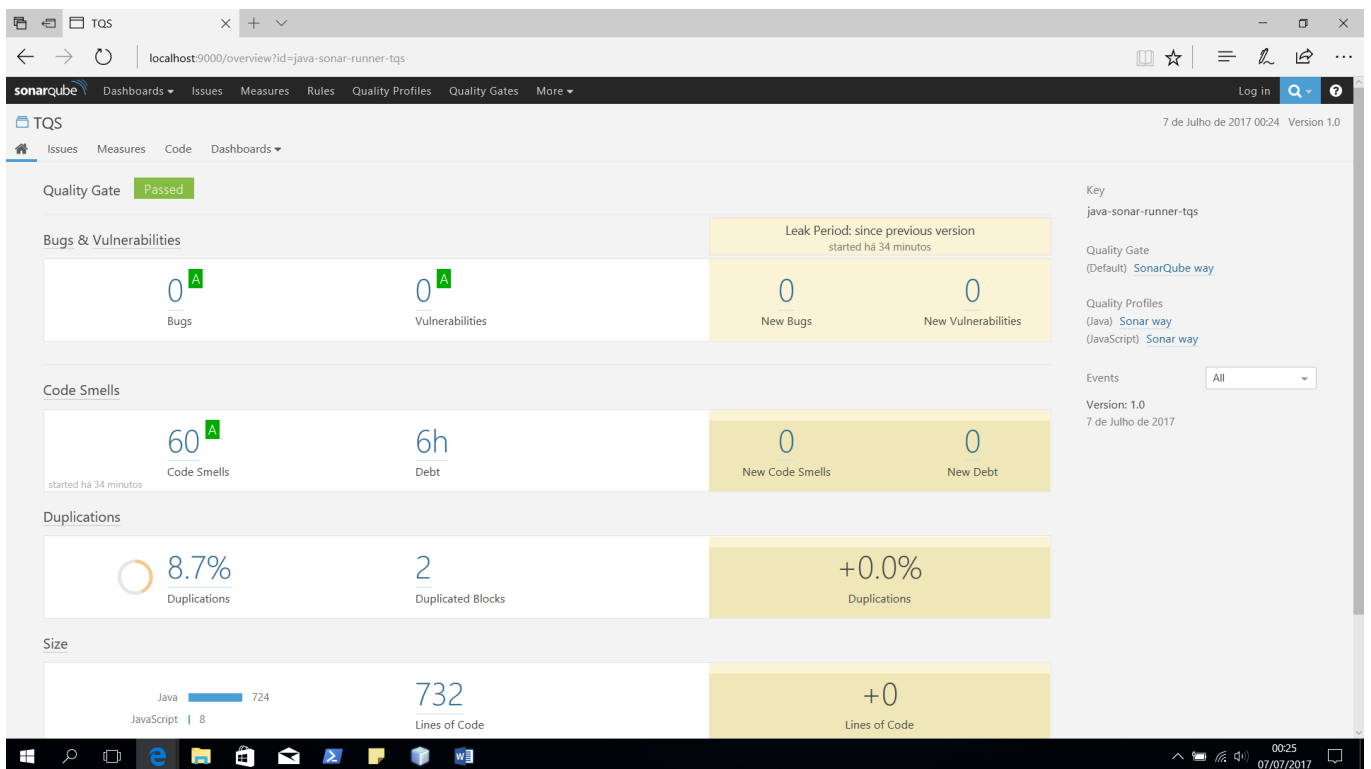 TQS
localhost:9000/overview?id=java-sonar-runner-tqs
sonarqube Dashboards Issues Measures Rules Quality Profiles Quality Gates More Log in
TQS
7 de Julho de 2017 00:24 Version 1.0
Issues Measures Code Dashboards
Quality Gate Passed
Bugs & Vulnerabilities
Leak Period: since previous version
started há 34 minutos
0 A 0 A 0 0
Bugs Vulnerabilities New Bugs New Vulnerabilities
Code Smells
60 A 6h 0 0
Code Smells Debt New Code Smells New Debt
started há 34 minutos
Duplications
8.7% 2 +0.0%
Duplications Duplicated Blocks Duplications
Size
Java 724
JavaScript 8
732 +0
Lines of Code Lines of Code
Key
java-sonar-runner-tqs
Quality Gate
(Default) SonarQube way
Quality Profiles
(Java) Sonar way
(JavaScript) Sonar way
Events All
Version: 1.0
7 de Julho de 2017
00:25
07/07/2017